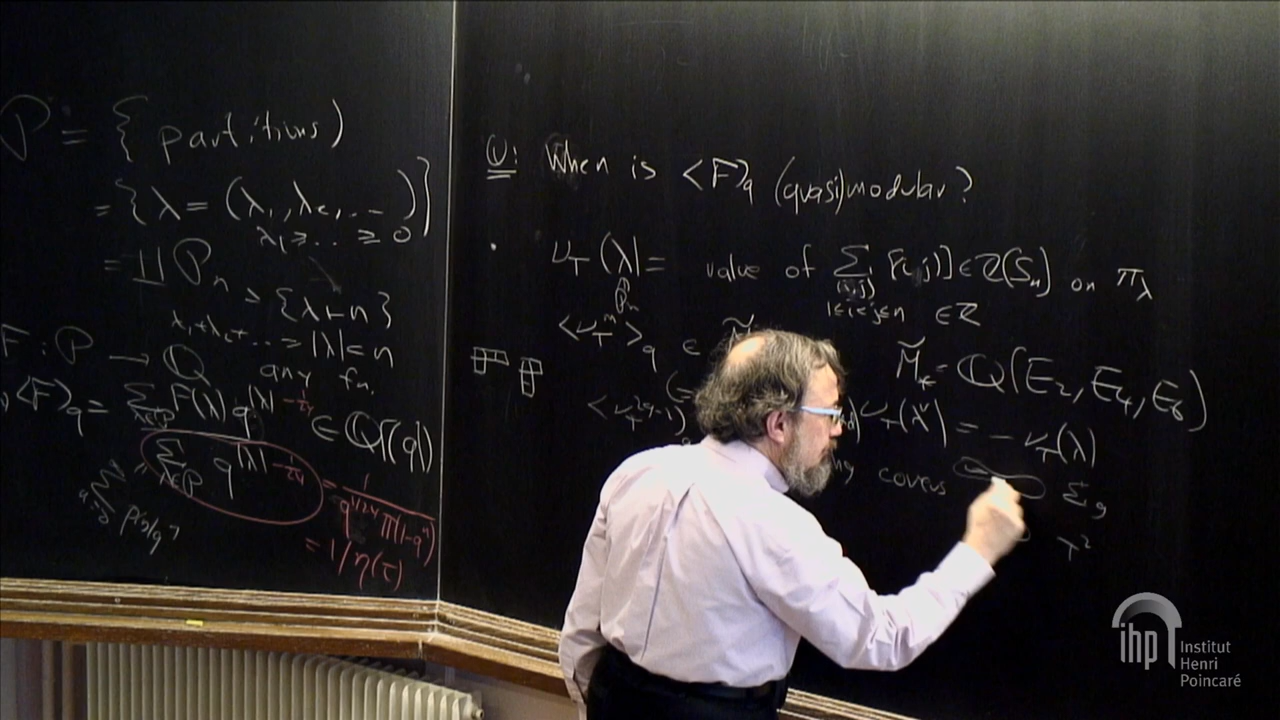 P = { partitions }
= { λ = (λ₁, λ₂, ... ) }
λ₁ ≥ ... ≥ 0
= ∐ Pₙ > {λ ⊢ n}
λ₁+λ₂+... = |λ| = n
F : P → Q
any fn.
<F>_q = Σ_{λ∈P} F(λ) q^{|λ| - 1/24} ∈ Q[[q]]
Σ_{λ∈P} q^{|λ| - 1/24} = 1 / q^{1/24} π(1-qⁿ)
= 1/η(τ)
Q: When is <F>_q (quasi)modular?
ν_T(λ) = value of Σ_{(i,j)} [(i,j)] ∈ Z[Sₙ] on π_λ
Pₙ 1≤i<j≤n ∈ Z
<ν_T^n>_q ∈ M̃
M̃_* = Q[E₂, E₄, E₆]
ν_T(λ^v) = - ν_T(λ)
covers Σ_g
T²
ihp Institut
Henri
Poincaré